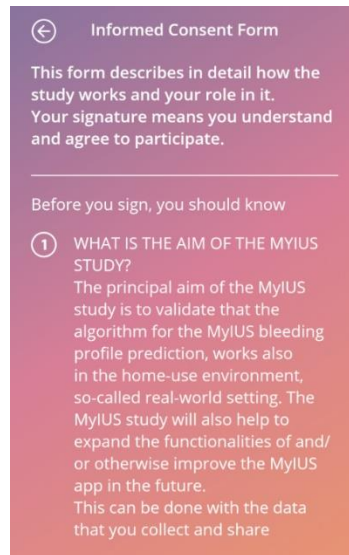 Informed Consent Form
This form describes in detail how the
study works and your role in it.
Your signature means you understand
and agree to participate.
Before you sign, you should know
1 WHAT IS THE AIM OF THE MYIUS
STUDY?
The principal aim of the MyIUS
study is to validate that the
algorithm for the MyIUS bleeding
profile prediction, works also
in the home-use environment,
so-called real-world setting. The
MyIUS study will also help to
expand the functionalities of and/
or otherwise improve the MyIUS
app in the future.
This can be done with the data
that you collect and share